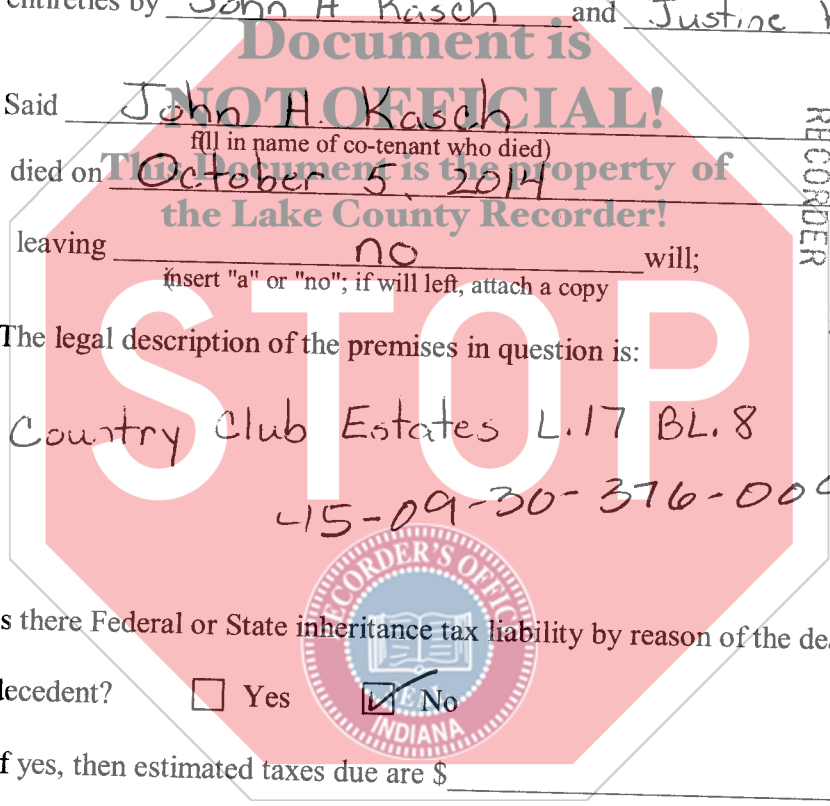 entireties by John H Kasch and Justine
Document is
NOT OFFICIAL!
Said John H. Kasch
(fill in name of co-tenant who died)
died on October 5, 2014
This Document is the property of
the Lake County Recorder!
RECORDER
leaving no will;
insert "a" or "no"; if will left, attach a copy
STOP
The legal description of the premises in question is:
Country Club Estates L.17 BL.8
45-09-30-376-00
RECORDER'S OFFICE
s there Federal or State inheritance tax liability by reason of the dea
decedent? Yes No
INDIANA
f yes, then estimated taxes due are $